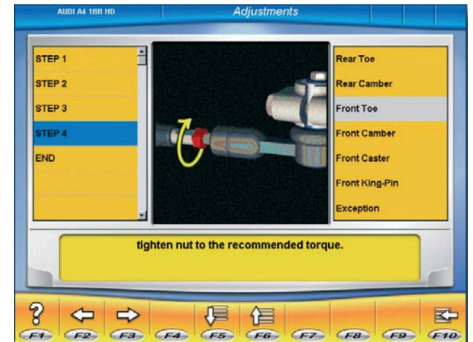 AUDI A4 1BB HD
Adjustments
STEP 1
STEP 2
STEP 3
STEP 4
END
Rear Toe
Rear Camber
Front Toe
Front Camber
Front Caster
Front King-Pin
Exception
tighten nut to the recommended torque.
?
F1 F2 F3 F4 F5 F6 F7 F8 F9 F10